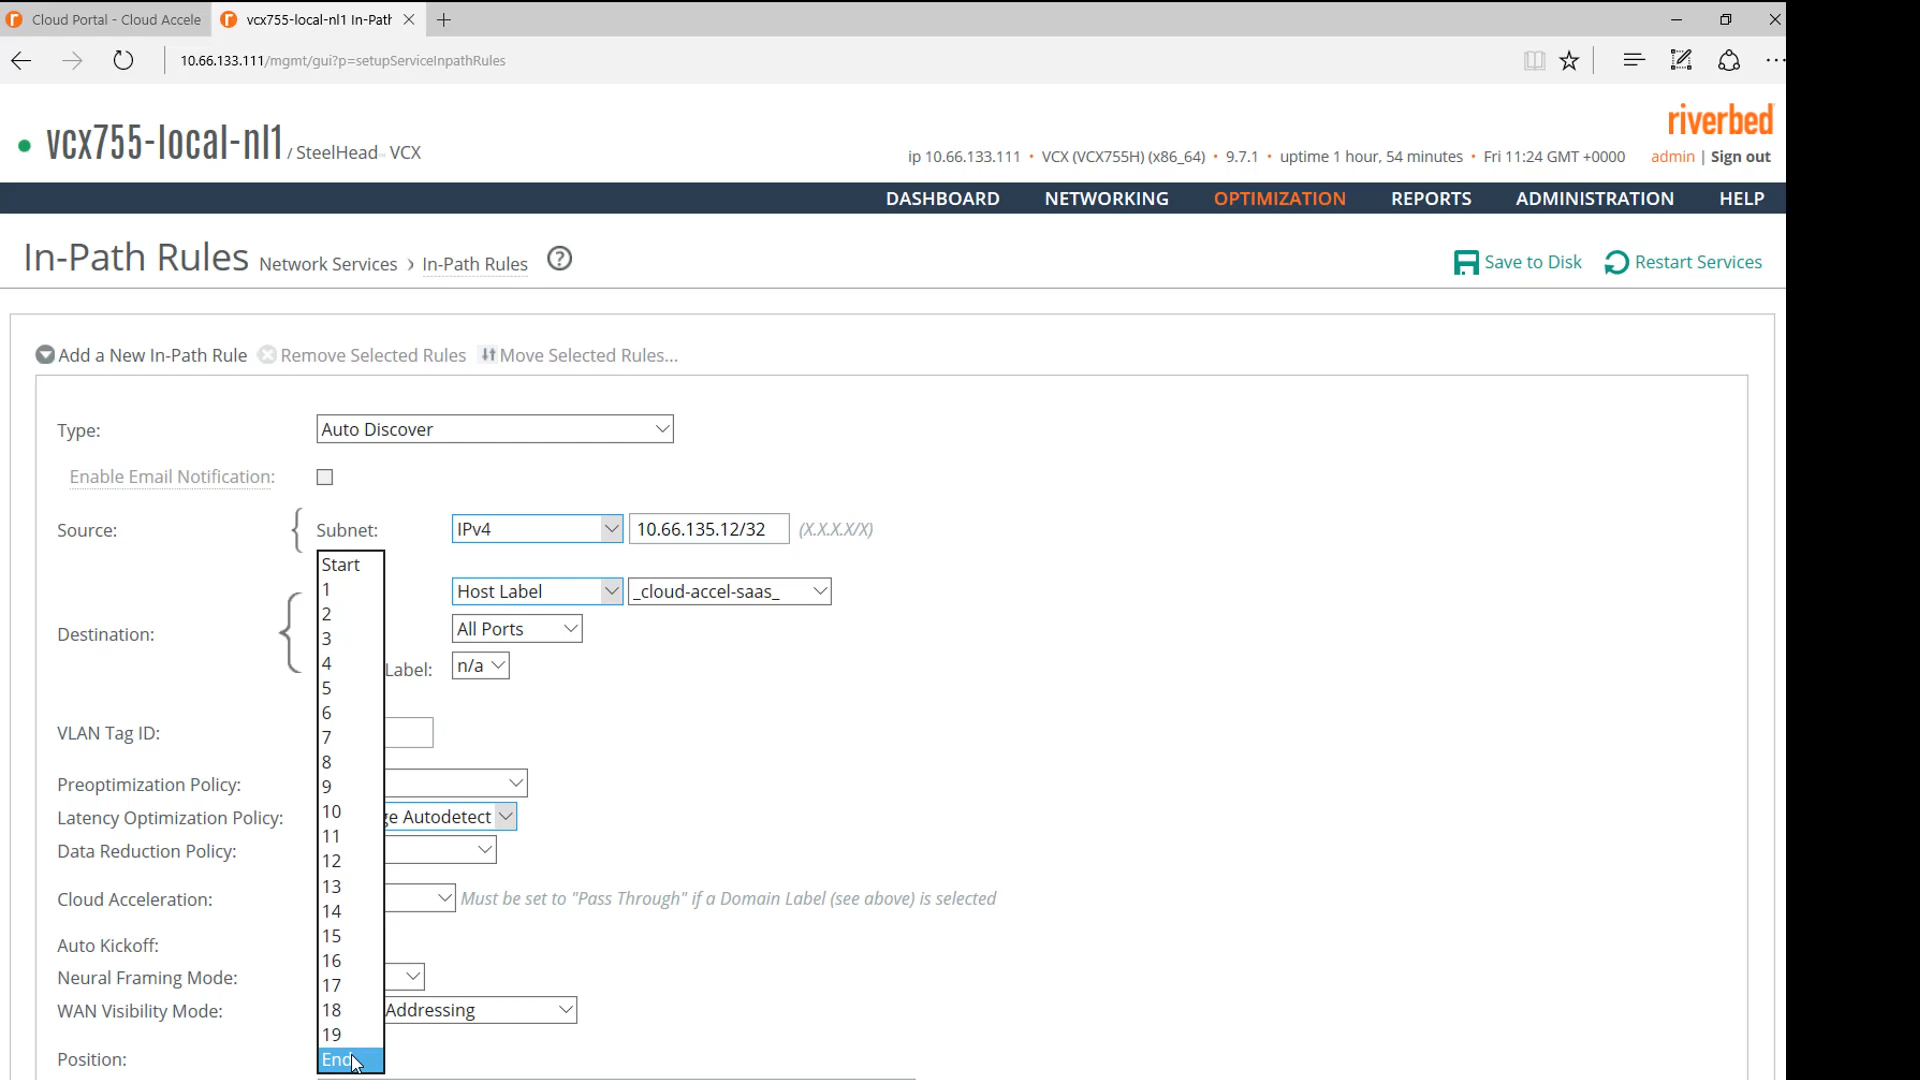 Cloud Portal - Cloud Accele
vcx755-local-nl1 In-Path
10.66.133.111/mgmt/gui?p=setupServiceInpathRules
riverbed
vcx755-local-nl1 / SteelHead™ VCX
ip 10.66.133.111 • VCX (VCX755H) (x86_64) • 9.7.1 • uptime 1 hour, 54 minutes • Fri 11:24 GMT +0000 admin | Sign out
DASHBOARD NETWORKING OPTIMIZATION REPORTS ADMINISTRATION HELP
In-Path Rules Network Services › In-Path Rules ?
Save to Disk Restart Services
Add a New In-Path Rule Remove Selected Rules Move Selected Rules...
Type: Auto Discover
Enable Email Notification:
Source: Subnet: IPv4 10.66.135.12/32 (X.X.X.X/X)
Start
1
Host Label _cloud-accel-saas_
2
All Ports
3
Destination:
4
Label: n/a
5
6
7
VLAN Tag ID:
8
9
Preoptimization Policy:
10
Latency Optimization Policy: ge Autodetect
11
12
Data Reduction Policy:
13
Cloud Acceleration: Must be set to "Pass Through" if a Domain Label (see above) is selected
14
15
Auto Kickoff:
16
Neural Framing Mode:
17
18
WAN Visibility Mode: Addressing
19
Position: End